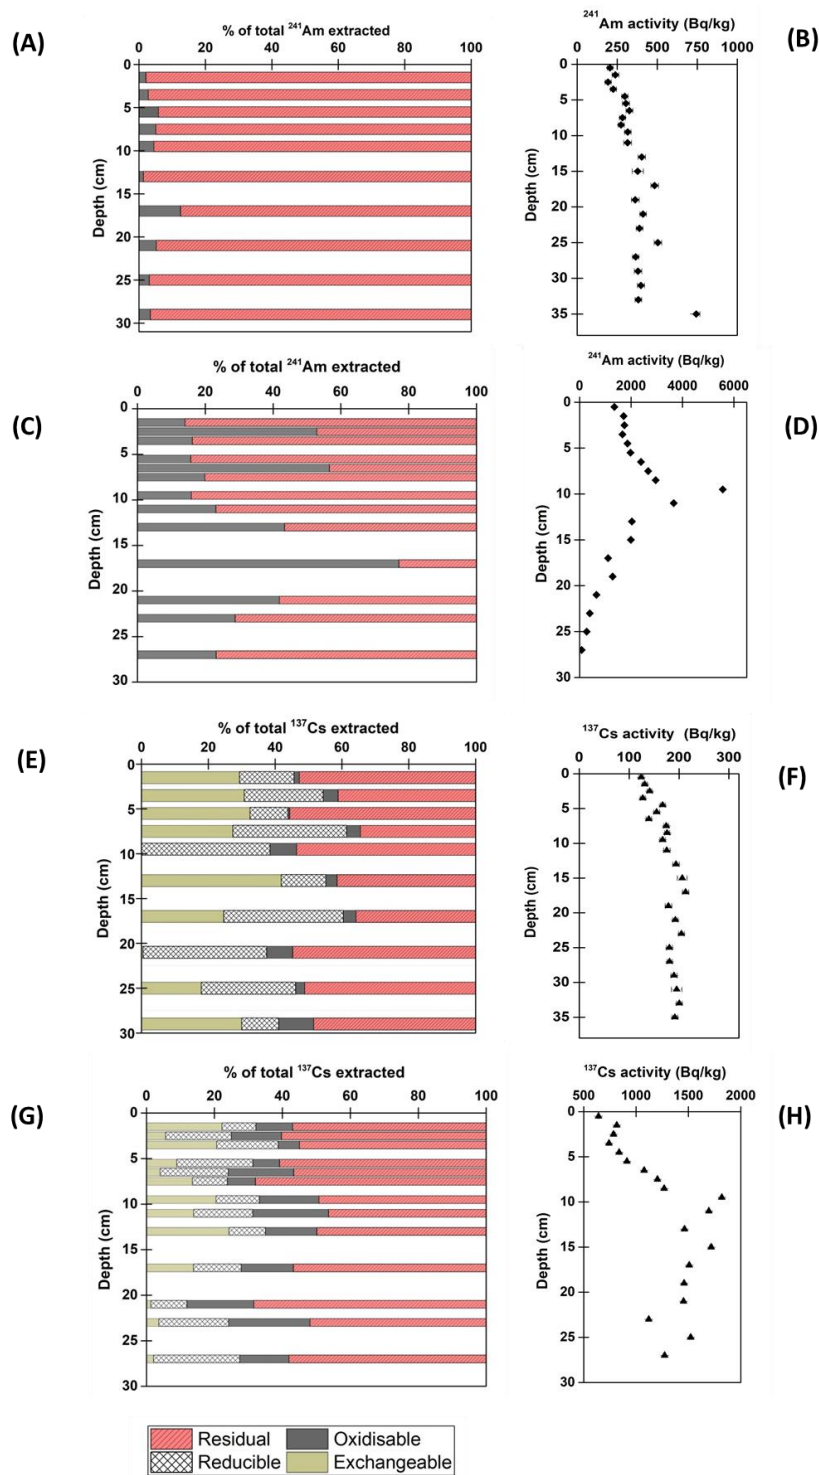 (A)
% of total ²⁴¹Am extracted
0 20 40 60 80 100
Depth (cm)
0
5
10
15
20
25
30
(B)
²⁴¹Am activity (Bq/kg)
0 250 500 750 1000
Depth (cm)
0
5
10
15
20
25
30
35
(C)
% of total ²⁴¹Am extracted
0 20 40 60 80 100
Depth (cm)
0
5
10
15
20
25
30
(D)
²⁴¹Am activity (Bq/kg)
0 2000 4000 6000
Depth (cm)
0
5
10
15
20
25
30
(E)
% of total ¹³⁷Cs extracted
0 20 40 60 80 100
Depth (cm)
0
5
10
15
20
25
30
(F)
¹³⁷Cs activity (Bq/kg)
0 100 200 300
Depth (cm)
0
5
10
15
20
25
30
35
(G)
% of total ¹³⁷Cs extracted
0 20 40 60 80 100
Depth (cm)
0
5
10
15
20
25
30
(H)
¹³⁷Cs activity (Bq/kg)
500 1000 1500 2000
Depth (cm)
0
5
10
15
20
25
30
Residual Oxidisable
Reducible Exchangeable